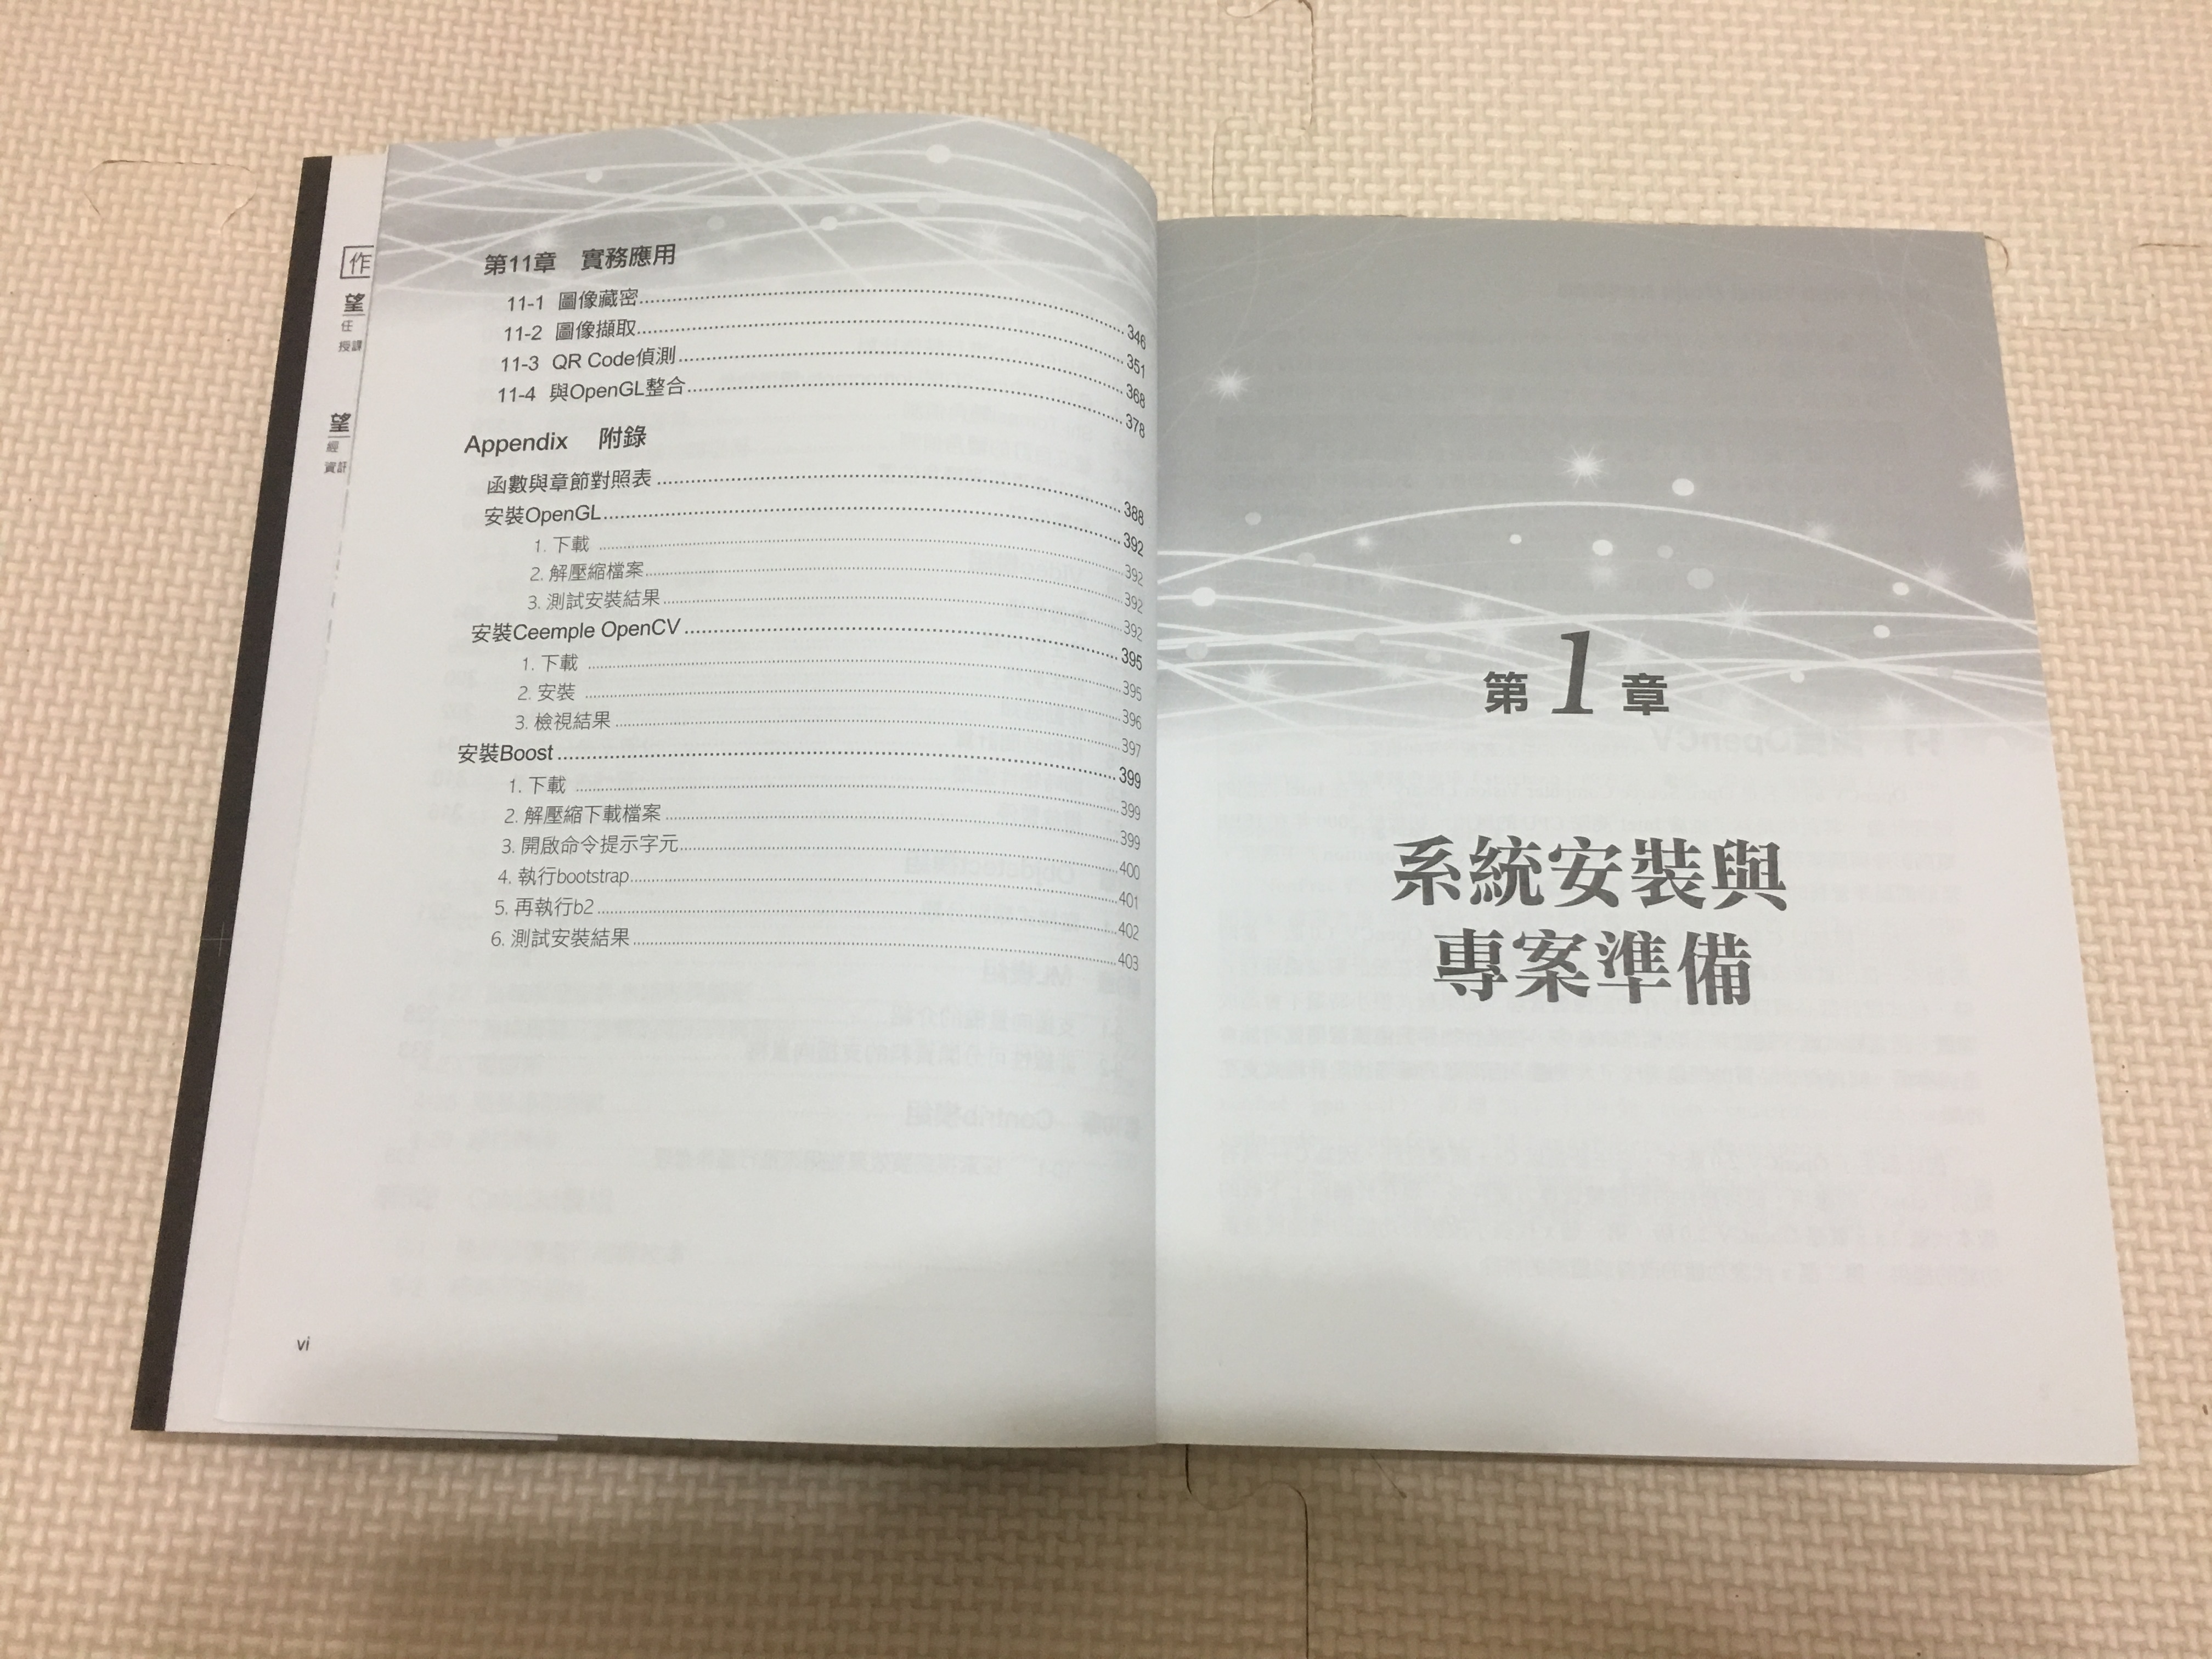 作
望
任
授課
望
經
資訊
第11章 實務應用
11-1 圖像藏密 346
11-2 圖像擷取 351
11-3 QR Code偵測 368
11-4 與OpenGL整合 378
Appendix 附錄
函數與章節對照表 388
安裝OpenGL 392
1. 下載 392
2. 解壓縮檔案 392
3. 測試安裝結果 392
安裝Ceemple OpenCV 395
1. 下載 395
2. 安裝 396
3. 檢視結果 397
安裝Boost 399
1. 下載 399
2. 解壓縮下載檔案 399
3. 開啟命令提示字元 400
4. 執行bootstrap 401
5. 再執行b2 402
6. 測試安裝結果 403
vi
第1章
系統安裝與
專案準備